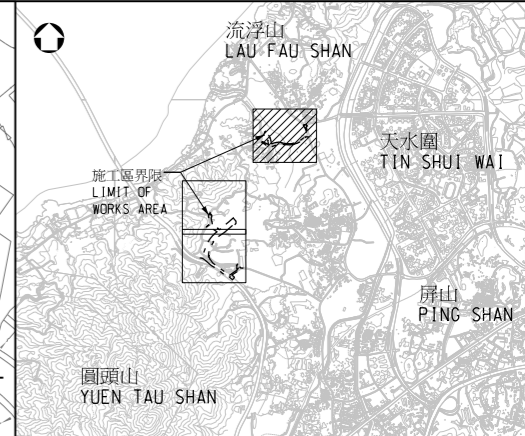 流浮山
LAU FAU SHAN
天水圍
TIN SHUI WAI
施工區界限
LIMIT OF
WORKS AREA
屏山
PING SHAN
圓頭山
YUEN TAU SHAN